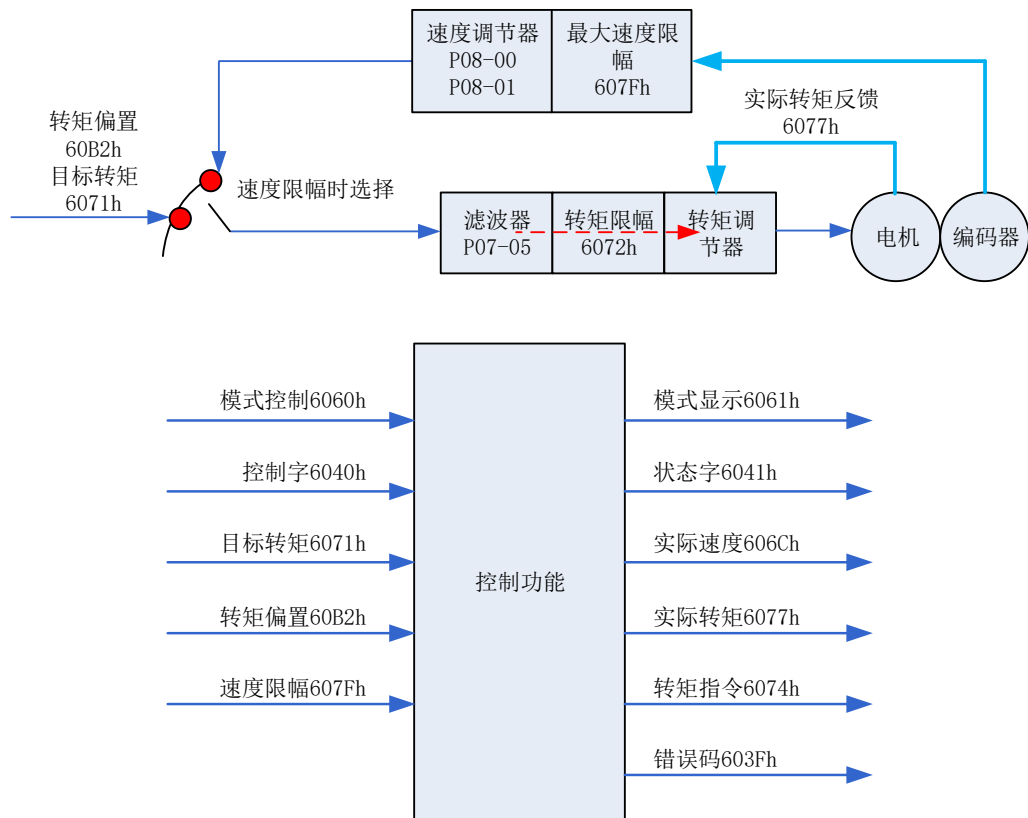 速度调节器
P08-00
P08-01
最大速度限
幅
607Fh
实际转矩反馈
6077h
转矩偏置
60B2h
目标转矩
6071h
速度限幅时选择
滤波器
P07-05
转矩限幅
6072h
转矩调
节器
电机
编码器
模式控制6060h
控制字6040h
目标转矩6071h
转矩偏置60B2h
速度限幅607Fh
控制功能
模式显示6061h
状态字6041h
实际速度606Ch
实际转矩6077h
转矩指令6074h
错误码603Fh